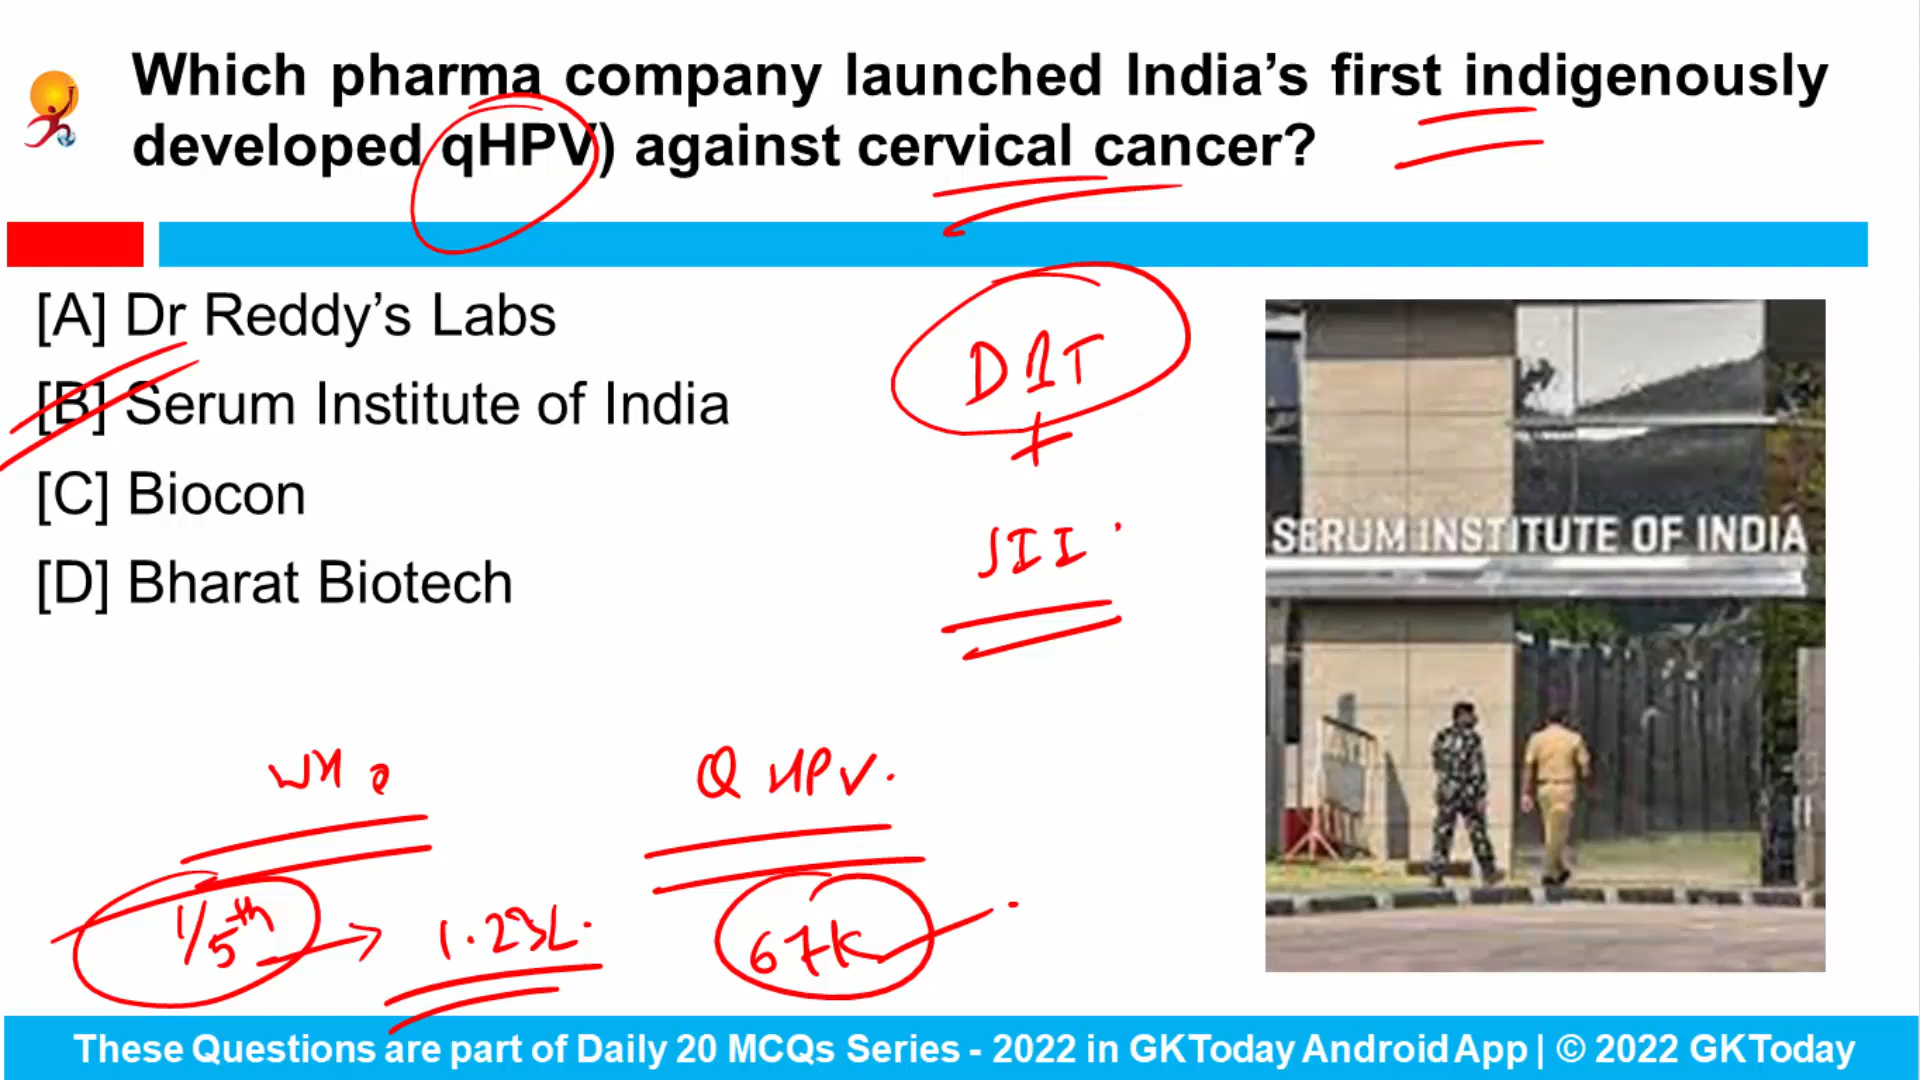 Which pharma company launched India’s first indigenously
developed qHPV) against cervical cancer?
[A] Dr Reddy’s Labs
[B] Serum Institute of India
[C] Biocon
[D] Bharat Biotech
DBT
+
SII
SERUM INSTITUTE OF INDIA
WHO
Q HPV.
1/5th → 1.23L.
67K
These Questions are part of Daily 20 MCQs Series - 2022 in GKToday Android App | © 2022 GKToday